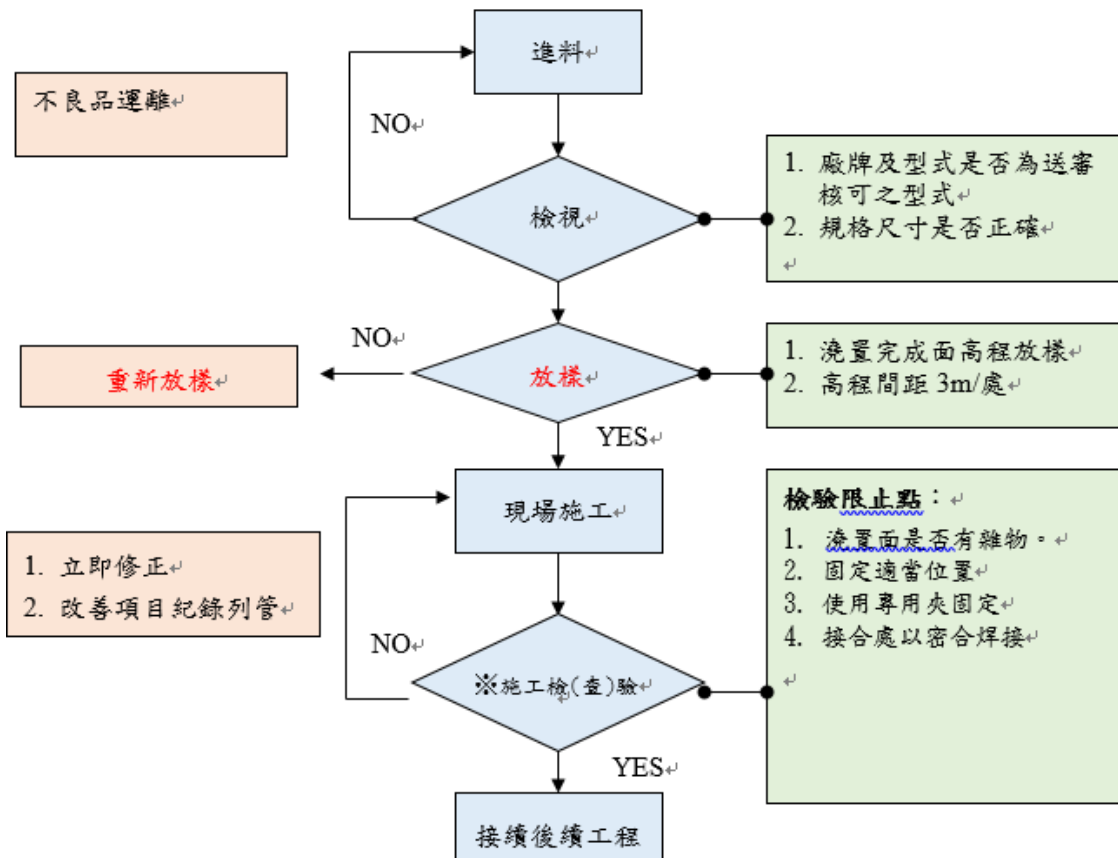 進料
不良品運離
NO
檢視
1. 廠牌及型式是否為送審
核可之型式
2. 規格尺寸是否正確
NO
重新放樣
放樣
1. 澆置完成面高程放樣
2. 高程間距 3m/處
YES
現場施工
1. 立即修正
2. 改善項目紀錄列管
NO
※施工檢(查)驗
檢驗限止點：
1. 澆置面是否有雜物。
2. 固定適當位置
3. 使用專用夾固定
4. 接合處以密合焊接
YES
接續後續工程